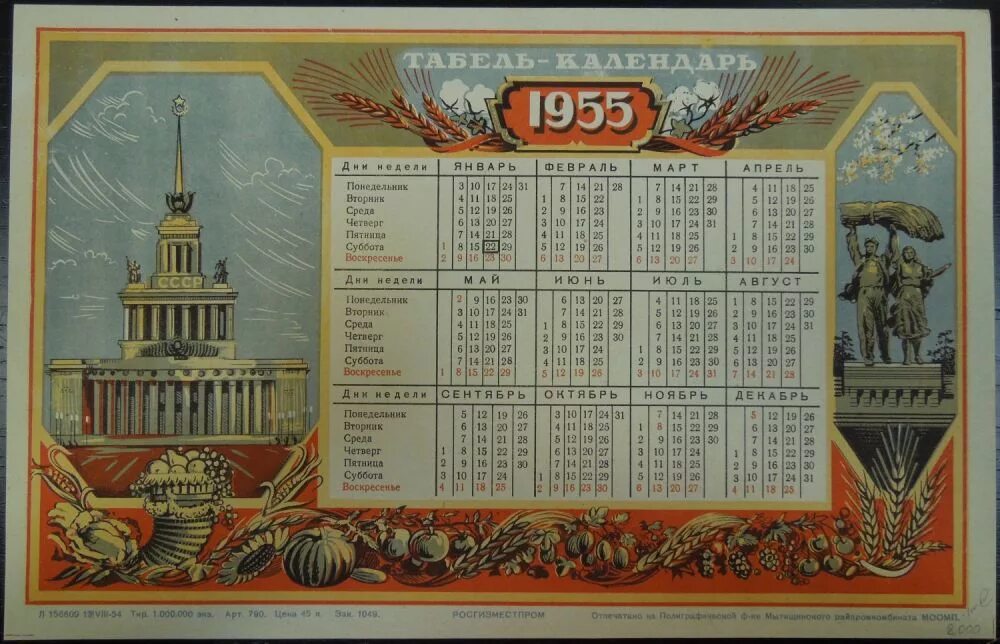 ТАБЕЛЬ-КАЛЕНДАРЬ
1955
Дни недели ЯНВАРЬ ФЕВРАЛЬ МАРТ АПРЕЛЬ
Понедельник 3 10 17 24 31 7 14 21 28 7 14 21 28 4 11 18 25
Вторник 4 11 18 25 1 8 15 22 1 8 15 22 29 5 12 19 26
Среда 5 12 19 26 2 9 16 23 2 9 16 23 30 6 13 20 27
Четверг 6 13 20 27 3 10 17 24 3 10 17 24 31 7 14 21 28
Пятница 7 14 21 28 4 11 18 25 4 11 18 25 1 8 15 22 29
Суббота 1 8 15 22 29 5 12 19 26 5 12 19 26 2 9 16 23 30
Воскресенье 2 9 16 23 30 6 13 20 27 6 13 20 27 3 10 17 24
Дни недели МАЙ ИЮНЬ ИЮЛЬ АВГУСТ
Понедельник 2 9 16 23 30 6 13 20 27 4 11 18 25 1 8 15 22 29
Вторник 3 10 17 24 31 7 14 21 28 5 12 19 26 2 9 16 23 30
Среда 4 11 18 25 1 8 15 22 29 6 13 20 27 3 10 17 24 31
Четверг 5 12 19 26 2 9 16 23 30 7 14 21 28 4 11 18 25
Пятница 6 13 20 27 3 10 17 24 1 8 15 22 29 5 12 19 26
Суббота 7 14 21 28 4 11 18 25 2 9 16 23 30 6 13 20 27
Воскресенье 1 8 15 22 29 5 12 19 26 3 10 17 24 31 7 14 21 28
Дни недели СЕНТЯБРЬ ОКТЯБРЬ НОЯБРЬ ДЕКАБРЬ
Понедельник 5 12 19 26 3 10 17 24 31 7 14 21 28 5 12 19 26
Вторник 6 13 20 27 4 11 18 25 1 8 15 22 29 6 13 20 27
Среда 7 14 21 28 5 12 19 26 2 9 16 23 30 7 14 21 28
Четверг 1 8 15 22 29 6 13 20 27 3 10 17 24 1 8 15 22 29
Пятница 2 9 16 23 30 7 14 21 28 4 11 18 25 2 9 16 23 30
Суббота 3 10 17 24 1 8 15 22 29 5 12 19 26 3 10 17 24 31
Воскресенье 4 11 18 25 2 9 16 23 30 6 13 20 27 4 11 18 25
СССР
Л 156809 13/VIII-54 Тир. 1.000.000 экз. Арт. 790. Цена 45 к. Зак. 1049. РОСГИЗМЕСТПРОМ Отпечатано на Полиграфической ф-ке Мытищинского райпромкомбината МООМП.